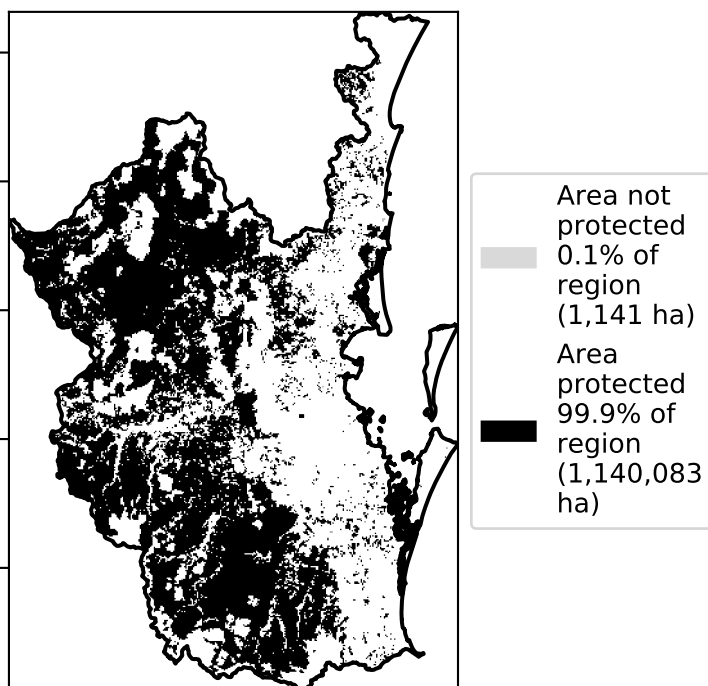 Area not
protected
0.1% of
region
(1,141 ha)
Area
protected
99.9% of
region
(1,140,083
ha)